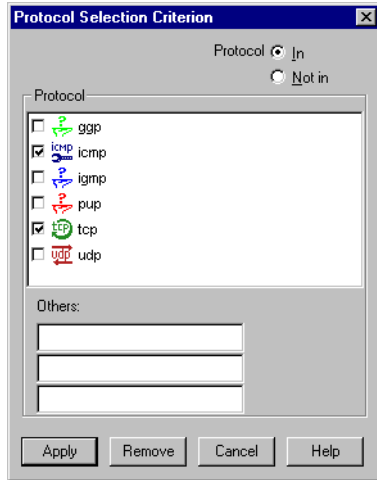 Protocol Selection Criterion
Protocol In
Not in
Protocol
ggp
ICMP icmp
igmp
pup
tcp tcp
udp udp
Others:
Apply Remove Cancel Help